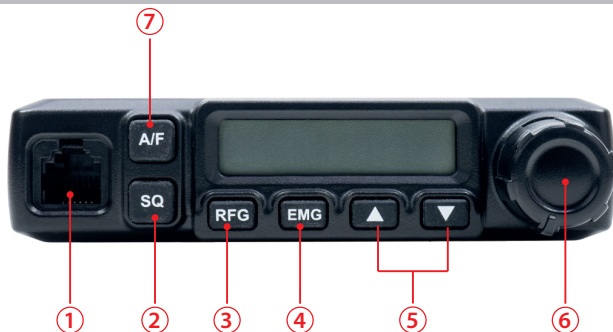 ⑦
A/F
SQ
RFG EMG ▲ ▼
① ② ③ ④ ⑤ ⑥